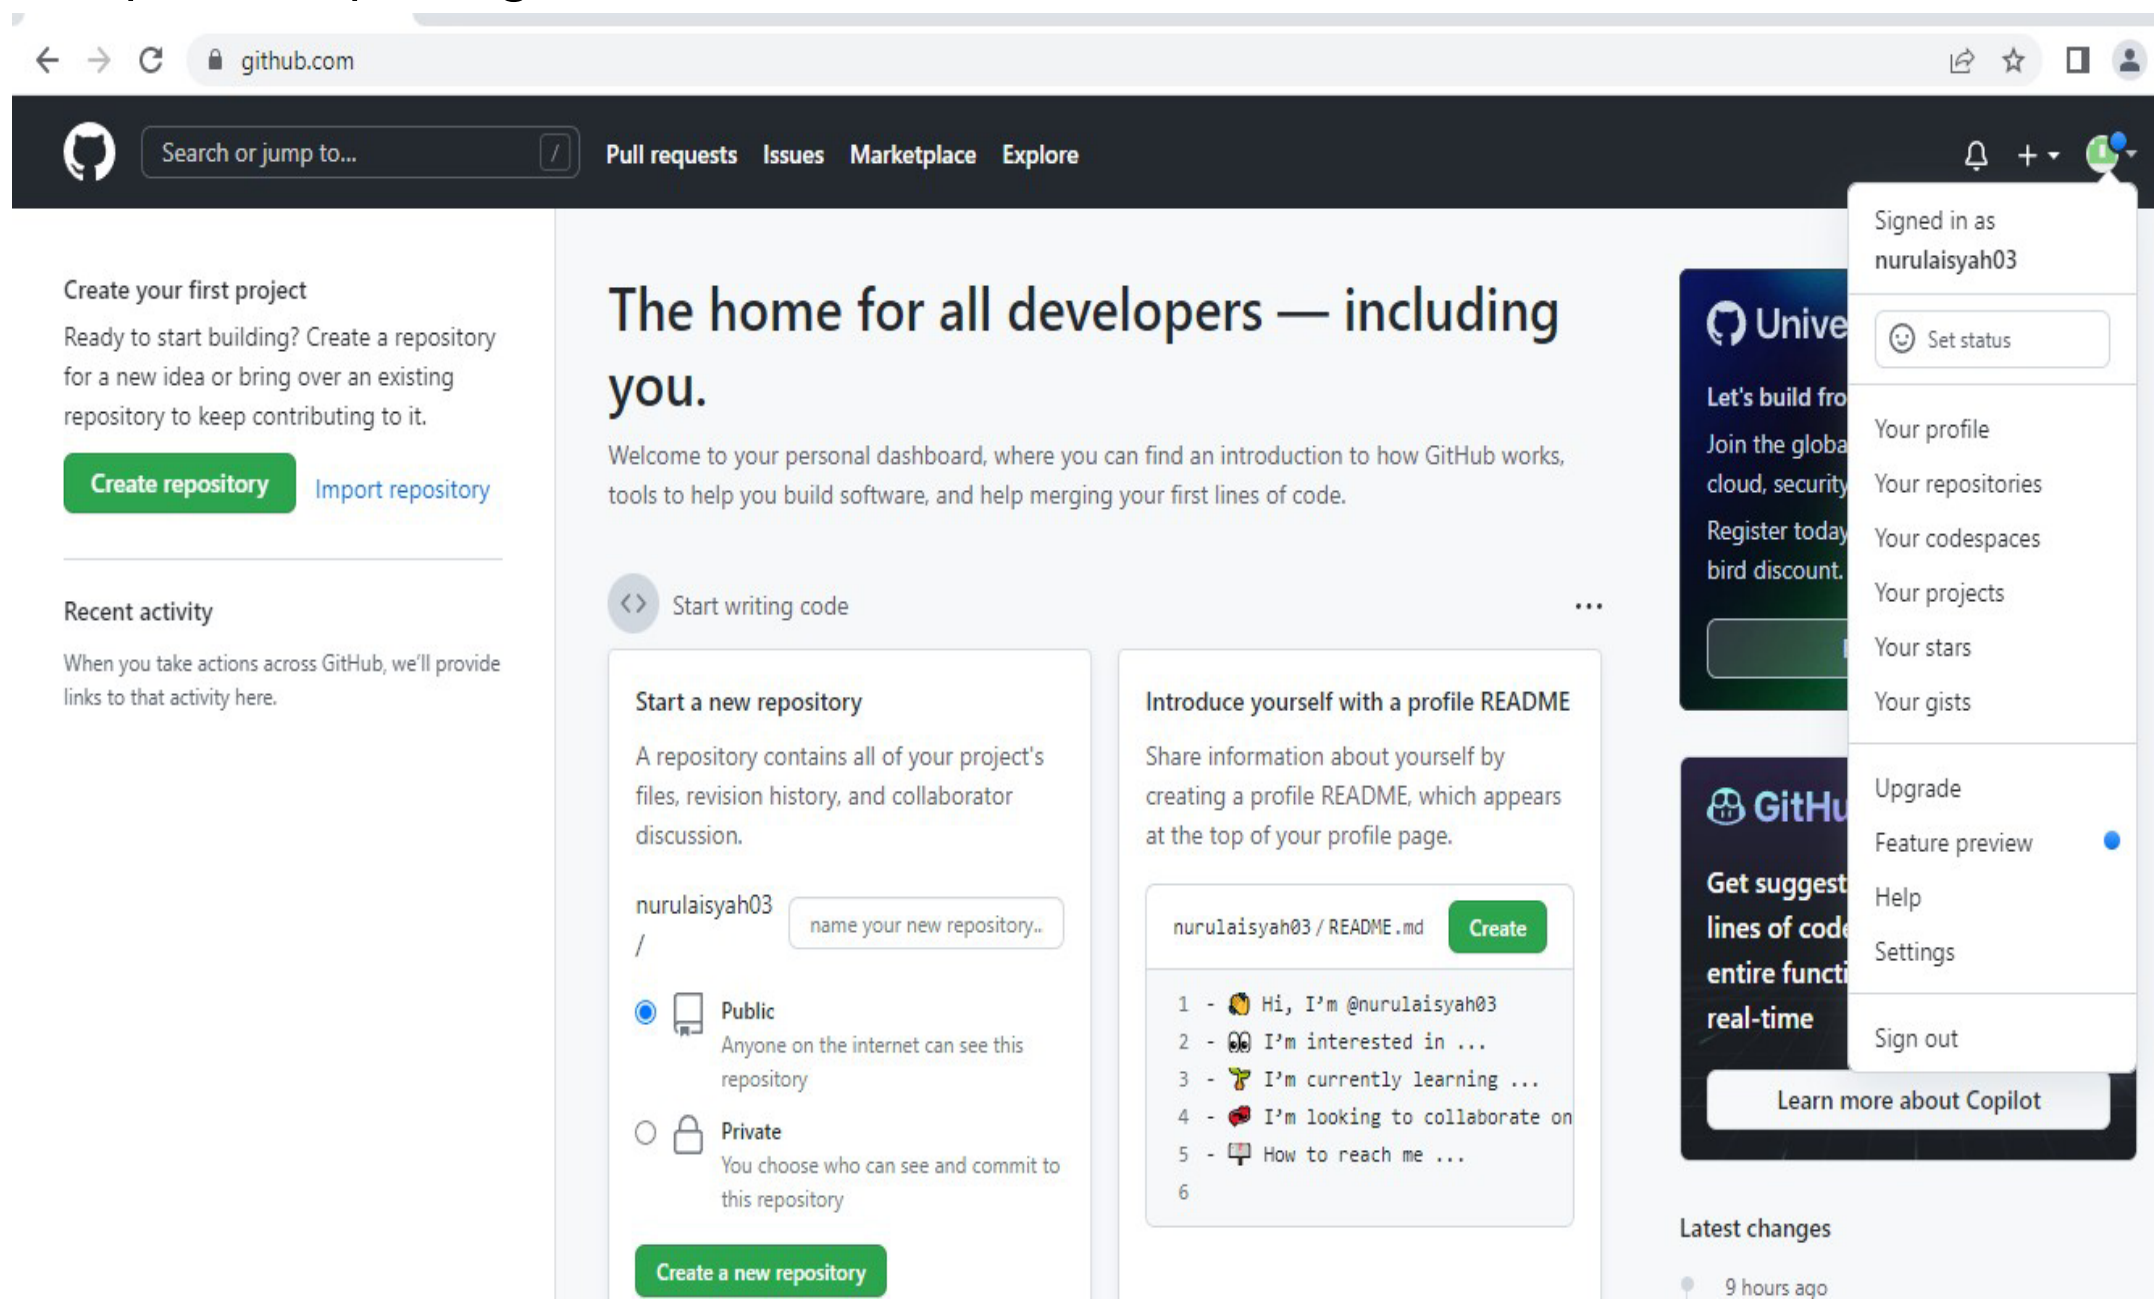 github.com
Search or jump to...
/
Pull requests
Issues
Marketplace
Explore
Create your first project
Ready to start building? Create a repository
for a new idea or bring over an existing
repository to keep contributing to it.
Create repository
Import repository
Recent activity
When you take actions across GitHub, we'll provide
links to that activity here.
The home for all developers — including
you.
Welcome to your personal dashboard, where you can find an introduction to how GitHub works,
tools to help you build software, and help merging your first lines of code.
Start writing code
Start a new repository
A repository contains all of your project's
files, revision history, and collaborator
discussion.
nurulaisyah03
/
name your new repository...
Public
Anyone on the internet can see this
repository
Private
You choose who can see and commit to
this repository
Create a new repository
Introduce yourself with a profile README
Share information about yourself by
creating a profile README, which appears
at the top of your profile page.
nurulaisyah03 / README.md
Create
1 - 👋 Hi, I'm @nurulaisyah03
2 - 👀 I'm interested in ...
3 - 🌱 I'm currently learning ...
4 - 💞️ I'm looking to collaborate on
5 - 📫 How to reach me ...
6
Unive
Let's build fro
Join the globa
cloud, security
Register today
bird discount.
GitHu
Get suggest
lines of code
entire functi
real-time
Learn more about Copilot
Latest changes
9 hours ago
Signed in as
nurulaisyah03
Set status
Your profile
Your repositories
Your codespaces
Your projects
Your stars
Your gists
Upgrade
Feature preview
Help
Settings
Sign out